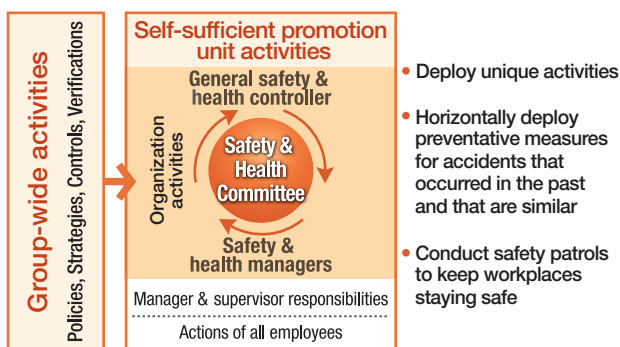 Group-wide activities
Policies, Strategies, Controls, Verifications
Self-sufficient promotion
unit activities
General safety &
health controller
Organization
activities
Safety &
Health
Committee
Safety &
health managers
Manager & supervisor responsibilities
Actions of all employees
• Deploy unique activities
• Horizontally deploy
preventative measures
for accidents that
occurred in the past
and that are similar
• Conduct safety patrols
to keep workplaces
staying safe